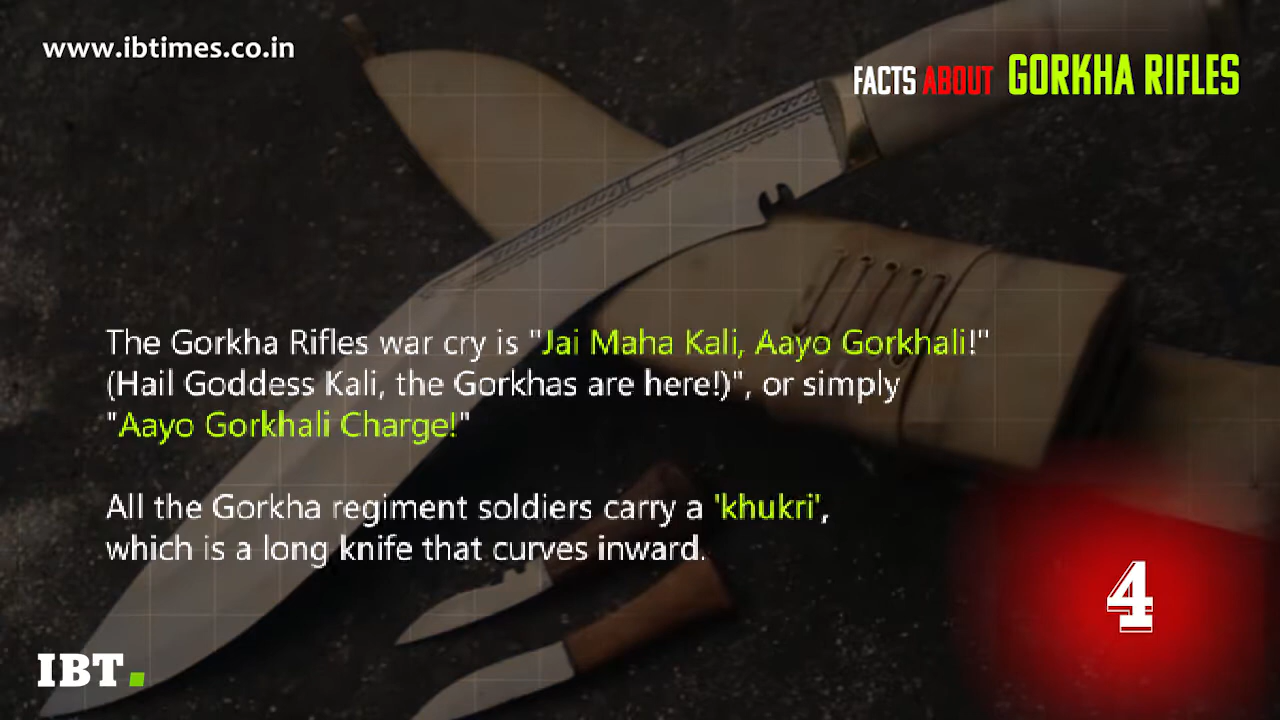 www.ibtimes.co.in
FACTS ABOUT GORKHA RIFLES
The Gorkha Rifles war cry is "Jai Maha Kali, Aayo Gorkhali!"
(Hail Goddess Kali, the Gorkhas are here!)", or simply
"Aayo Gorkhali Charge!"
All the Gorkha regiment soldiers carry a 'khukri',
which is a long knife that curves inward.
4
IBT.